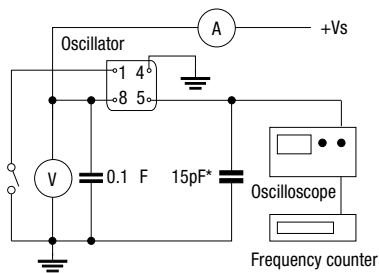 A
+Vs
Oscillator
1 4
8 5
V
0.1 F
15pF*
Oscilloscope
Frequency counter